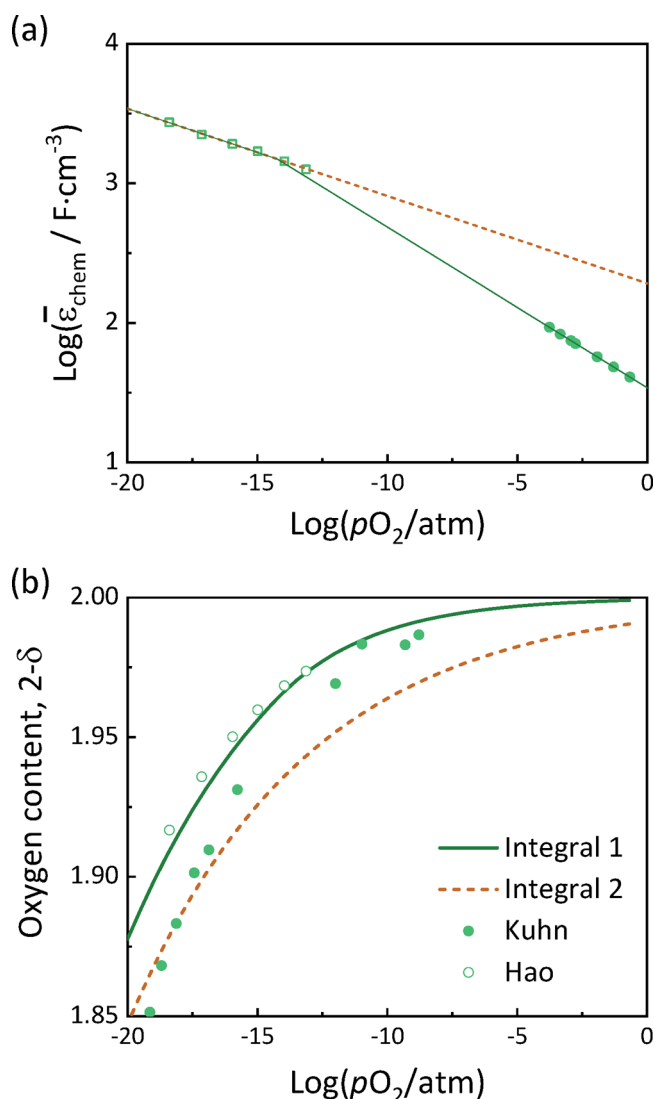 (a)
4
3
2
1
Log(ε̄chem / F·cm⁻³)
-20
-15
-10
-5
0
Log(pO₂/atm)
(b)
2.00
1.95
1.90
1.85
Oxygen content, 2-δ
Integral 1
Integral 2
Kuhn
Hao
-20
-15
-10
-5
0
Log(pO₂/atm)